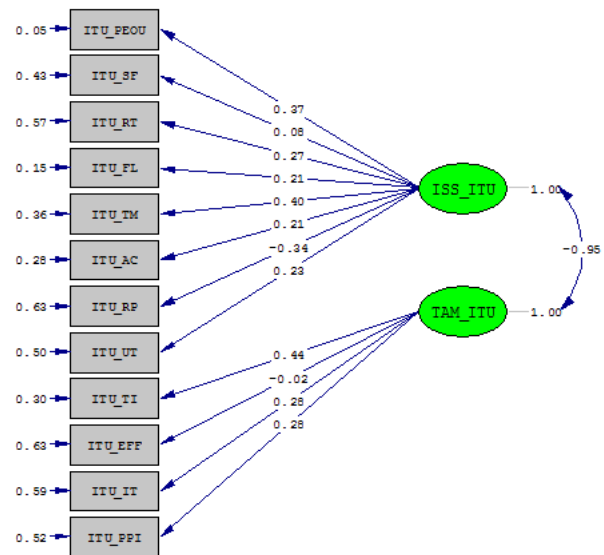 0.05 ITU_PEOU
0.43 ITU_SF
0.57 ITU_RT
0.15 ITU_FL
0.36 ITU_TM
0.28 ITU_AC
0.63 ITU_RP
0.50 ITU_UT
0.30 ITU_TI
0.63 ITU_EFF
0.59 ITU_IT
0.52 ITU_PPI
0.37
0.08
0.27
0.21
0.40
0.21
-0.34
0.23
0.44
-0.02
0.28
0.28
ISS_ITU 1.00
-0.95
TAM_ITU 1.00